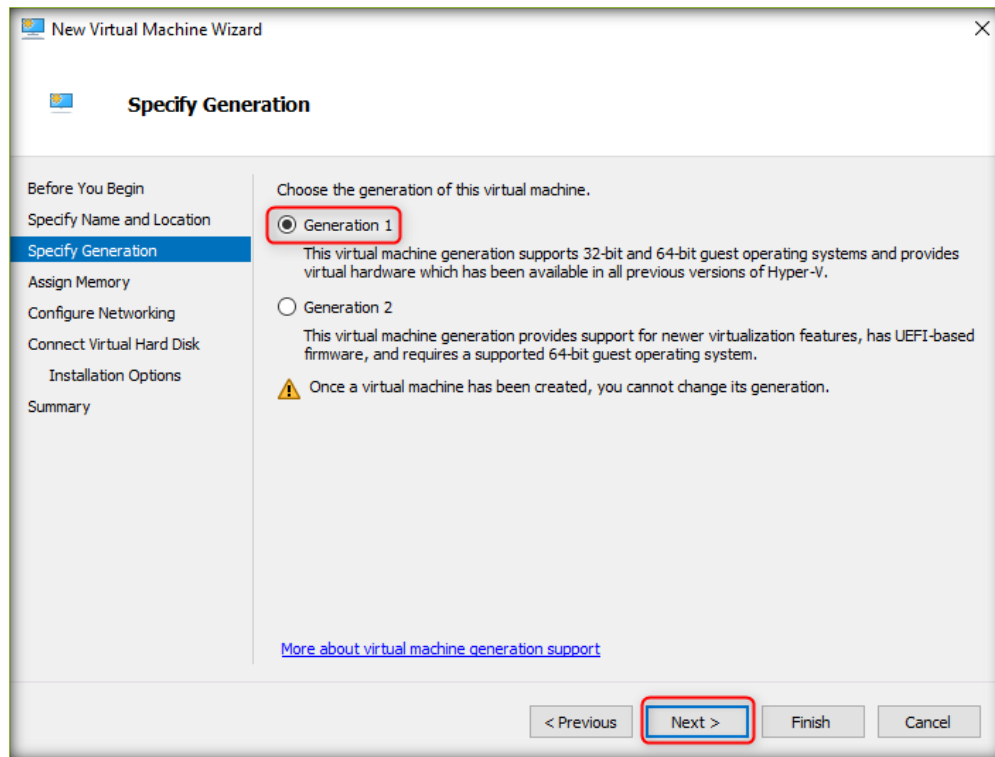 New Virtual Machine Wizard
Specify Generation
Before You Begin
Specify Name and Location
Specify Generation
Assign Memory
Configure Networking
Connect Virtual Hard Disk
Installation Options
Summary
Choose the generation of this virtual machine.
Generation 1
This virtual machine generation supports 32-bit and 64-bit guest operating systems and provides
virtual hardware which has been available in all previous versions of Hyper-V.
Generation 2
This virtual machine generation provides support for newer virtualization features, has UEFI-based
firmware, and requires a supported 64-bit guest operating system.
Once a virtual machine has been created, you cannot change its generation.
More about virtual machine generation support
< Previous
Next >
Finish
Cancel